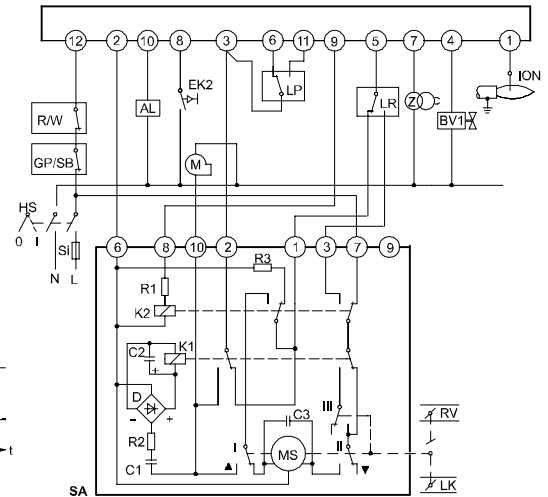 12 2 10 8 3 6 11 9 5 7 4 1
EK2
ION
AL
LP
LR
Z
BV1
R/W
GP/SB
M
HS
0 I
Si
N L
6 8 10 2 1 3 7 9
R3
R1
K2
K1
C2
+
D
- +
III
C3
R2
I
MS
II
C1
RV
LK
t
SA